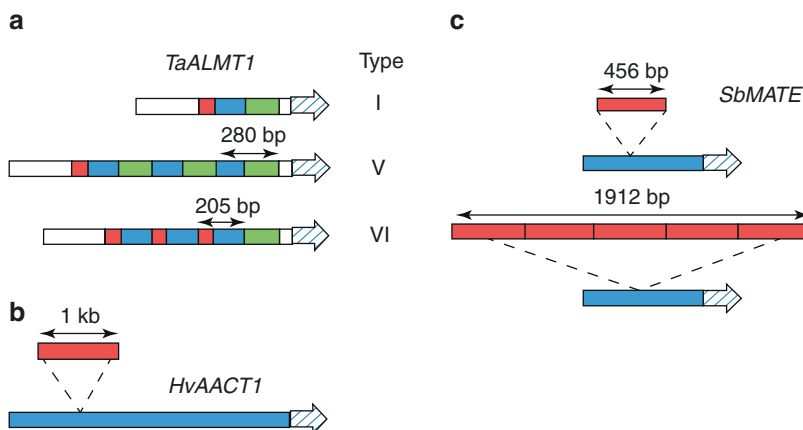 a
TaALMT1 Type
I
280 bp
V
205 bp
VI
b
1 kb
HvAACT1
c
456 bp
SbMATE
1912 bp